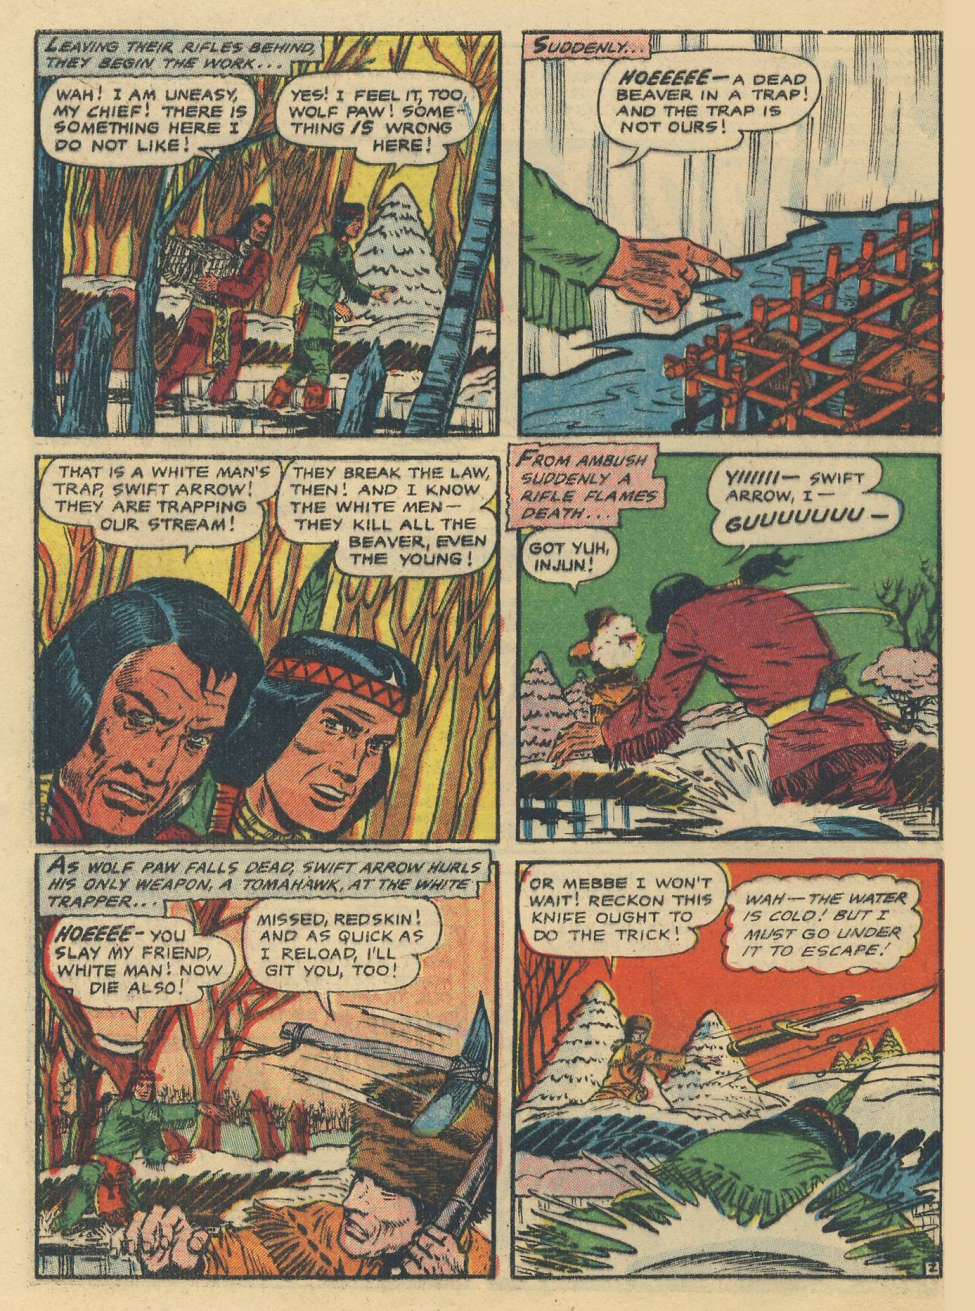 LEAVING THEIR RIFLES BEHIND,
THEY BEGIN THE WORK...
WAH! I AM UNEASY,
MY CHIEF! THERE IS
SOMETHING HERE I
DO NOT LIKE!
YES! I FEEL IT, TOO,
WOLF PAW! SOME-
THING IS WRONG
HERE!
SUDDENLY...
HOEEEEE— A DEAD
BEAVER IN A TRAP!
AND THE TRAP IS
NOT OURS!
THAT IS A WHITE MAN'S
TRAP, SWIFT ARROW!
THEY ARE TRAPPING
OUR STREAM!
THEY BREAK THE LAW,
THEN! AND I KNOW
THE WHITE MEN—
THEY KILL ALL THE
BEAVER, EVEN
THE YOUNG!
FROM AMBUSH
SUDDENLY A
RIFLE FLAMES
DEATH...
GOT YUH,
INJUN!
YIIIIII— SWIFT
ARROW, I—
GUUUUUUU—
AS WOLF PAW FALLS DEAD, SWIFT ARROW HURLS
HIS ONLY WEAPON, A TOMAHAWK, AT THE WHITE
TRAPPER...
HOEEEE— YOU
SLAY MY FRIEND,
WHITE MAN! NOW
DIE ALSO!
MISSED, REDSKIN!
AND AS QUICK AS
I RELOAD, I'LL
GIT YOU, TOO!
OR MEBBE I WON'T
WAIT! RECKON THIS
KNIFE OUGHT TO
DO THE TRICK!
WAH— THE WATER
IS COLD! BUT I
MUST GO UNDER
IT TO ESCAPE!
2